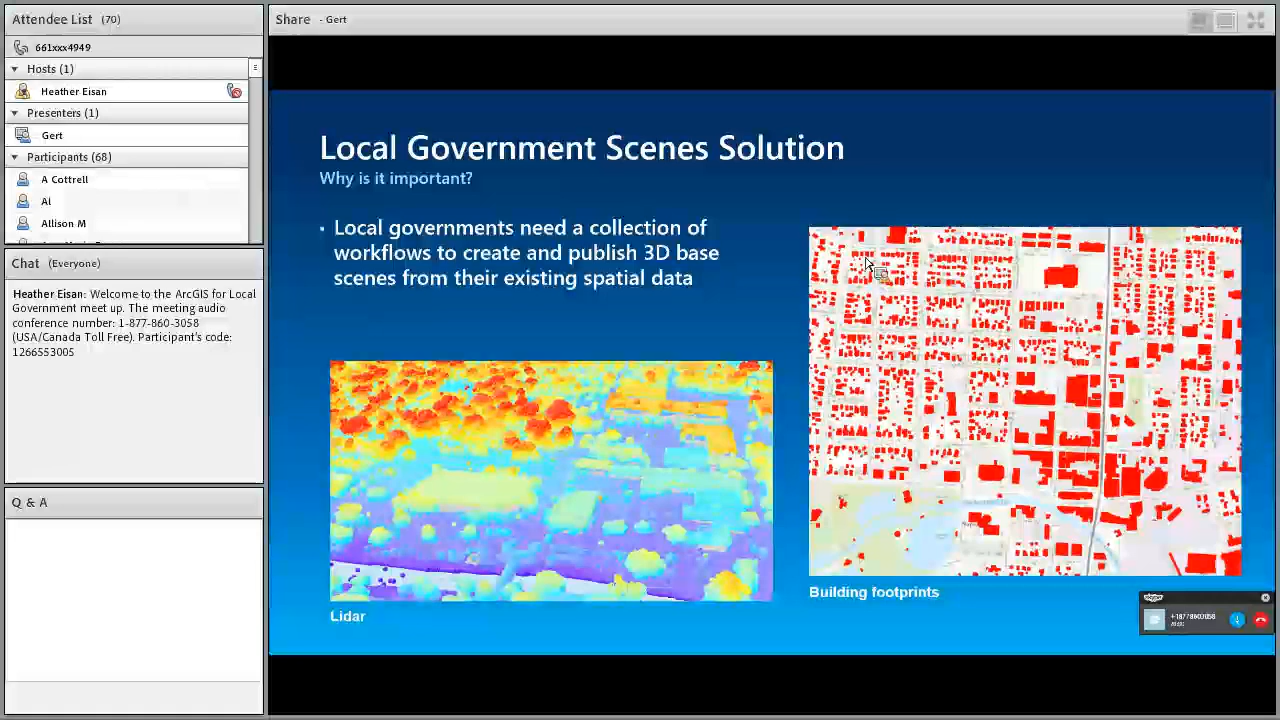 Attendee List (70)
661xxx4949
Hosts (1)
Heather Eisan
Presenters (1)
Gert
Participants (68)
A Cottrell
Al
Allison M
Chat (Everyone)
Heather Eisan: Welcome to the ArcGIS for Local
Government meet up. The meeting audio
conference number: 1-877-860-3058
(USA/Canada Toll Free). Participant's code:
1266553005
Q & A
Share - Gert
Local Government Scenes Solution
Why is it important?
▪ Local governments need a collection of
workflows to create and publish 3D base
scenes from their existing spatial data
Lidar
Building footprints
skype
+18778603058